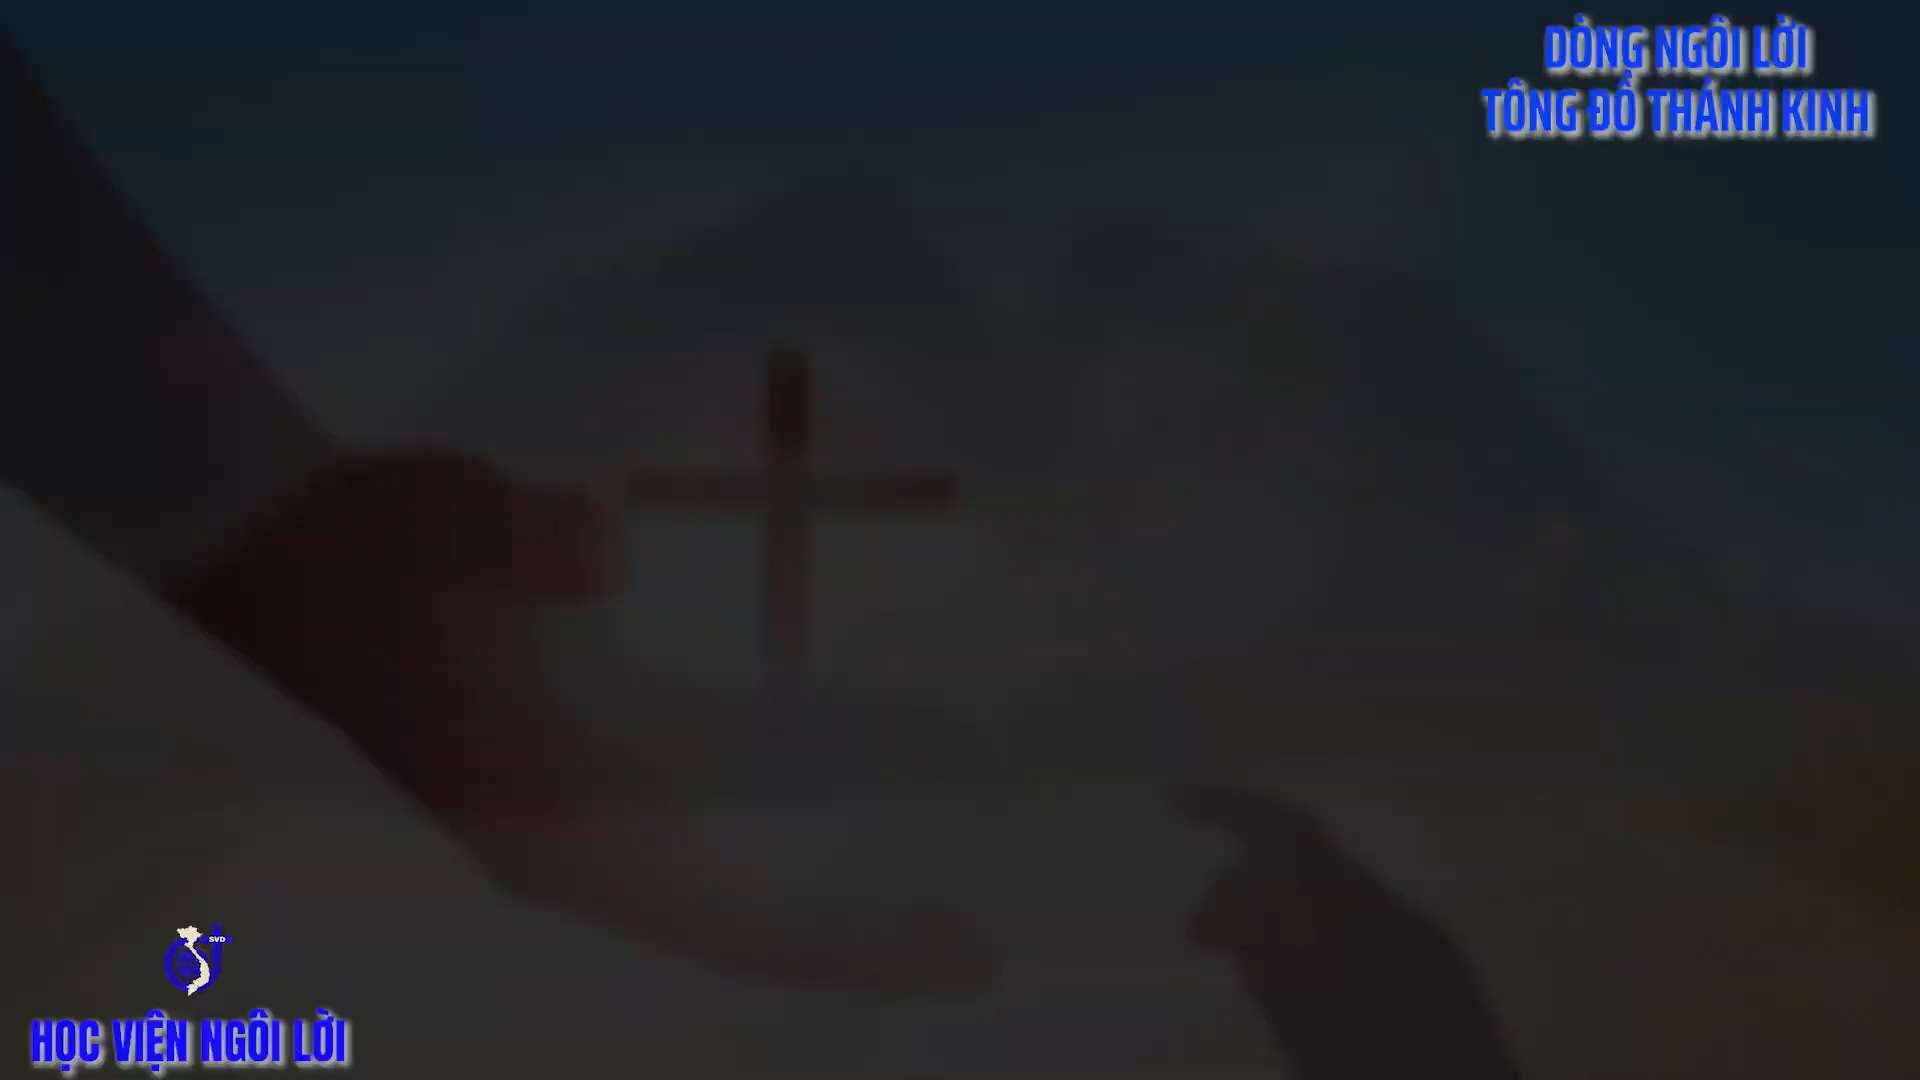 DÒNG NGÔI LỜI
TÔNG ĐỒ THÁNH KINH
SVD
HỌC VIỆN NGÔI LỜI